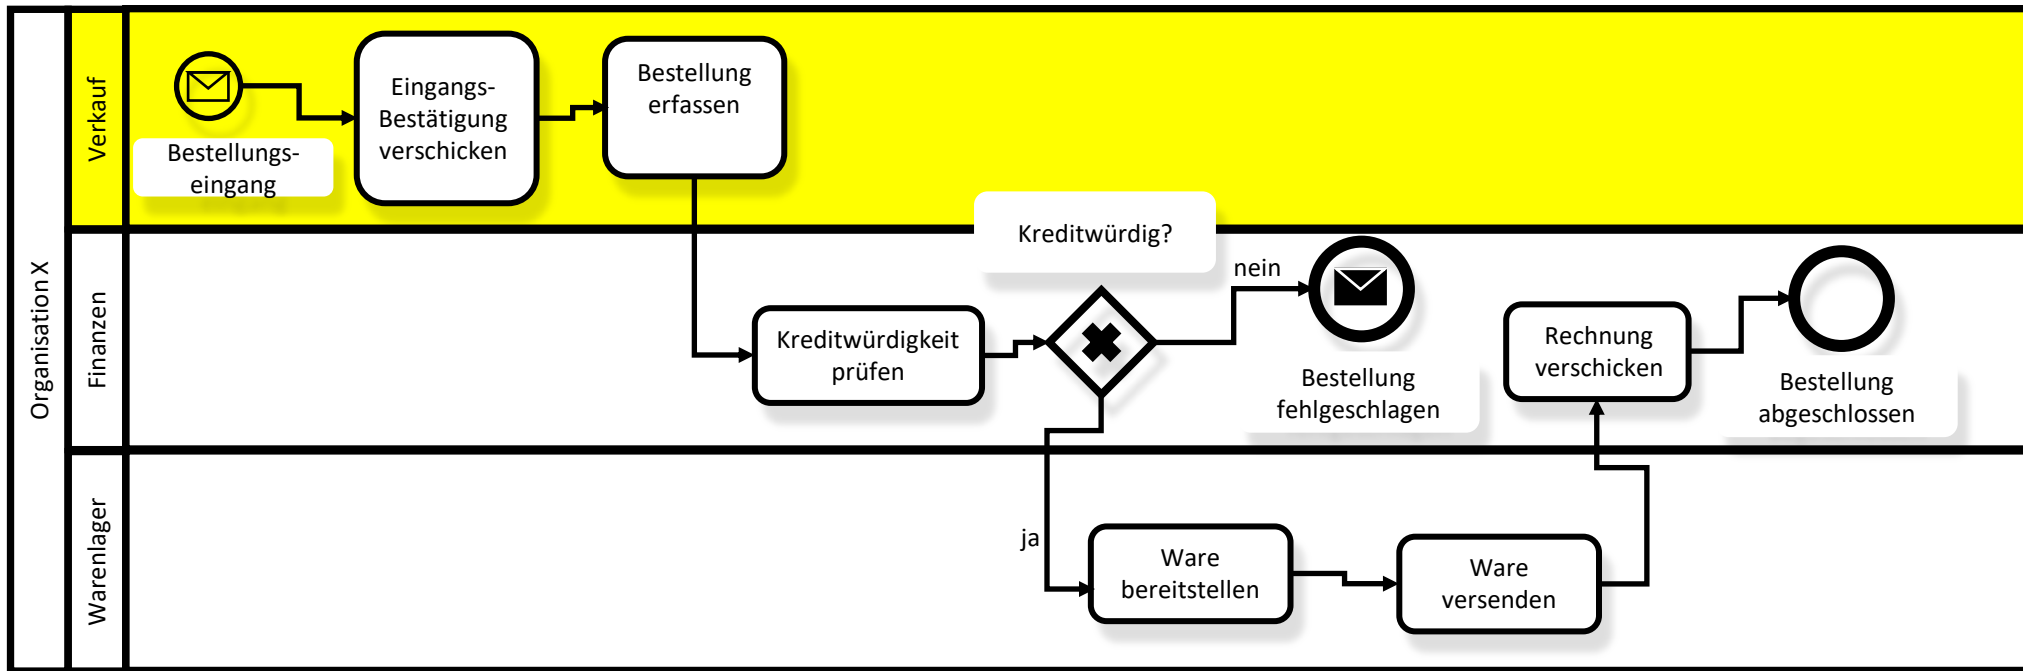 Organisation X
Verkauf
Bestellungs-
eingang
Eingangs-
Bestätigung
verschicken
Bestellung
erfassen
Finanzen
Kreditwürdigkeit
prüfen
Kreditwürdig?
nein
Bestellung
fehlgeschlagen
Rechnung
verschicken
Bestellung
abgeschlossen
Warenlager
ja
Ware
bereitstellen
Ware
versenden